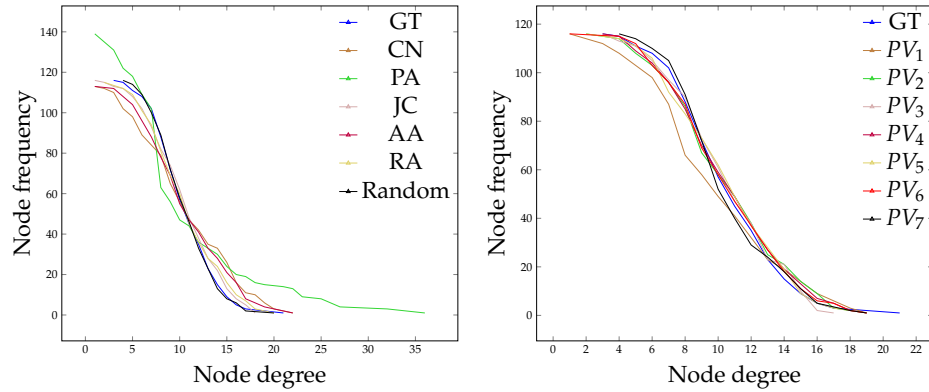 140
120
100
80
60
40
20
0
0 5 10 15 20 25 30 35
Node degree
Node frequency
GT
CN
PA
JC
AA
RA
Random
120
100
80
60
40
20
0
0 2 4 6 8 10 12 14 16 18 20 22
Node degree
Node frequency
GT
PV1
PV2
PV3
PV4
PV5
PV6
PV7